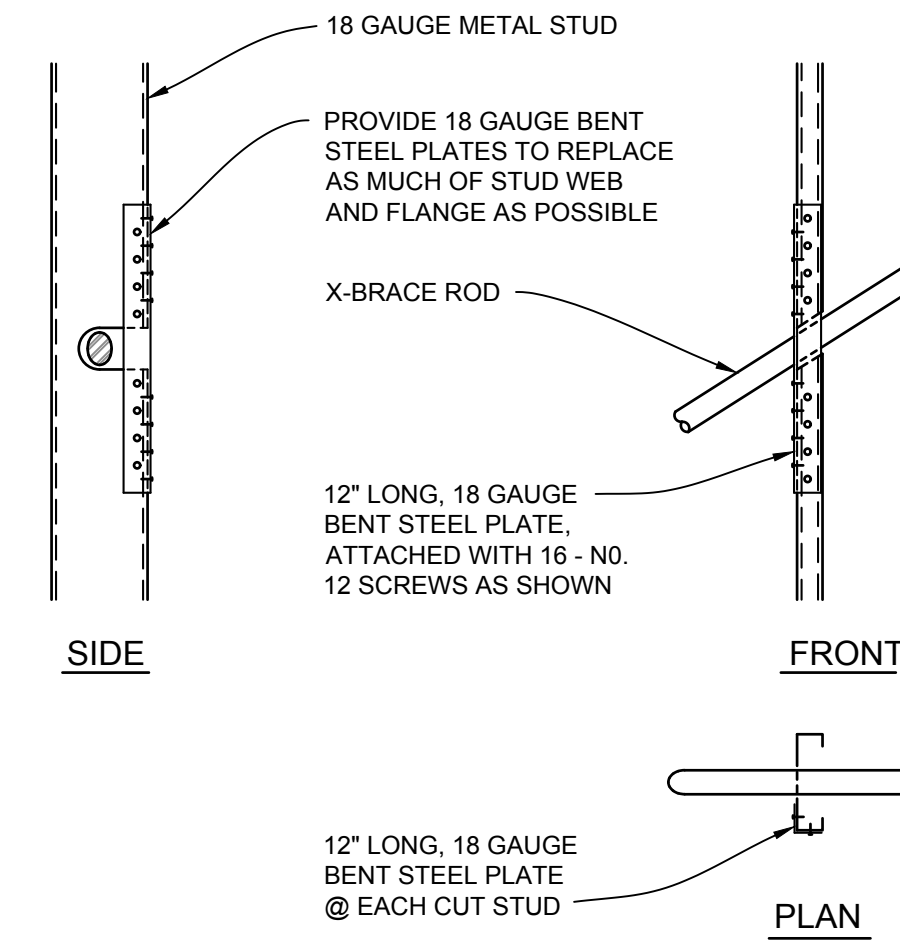 18 GAUGE METAL STUD
PROVIDE 18 GAUGE BENT
STEEL PLATES TO REPLACE
AS MUCH OF STUD WEB
AND FLANGE AS POSSIBLE
X-BRACE ROD
12" LONG, 18 GAUGE
BENT STEEL PLATE,
ATTACHED WITH 16 - N0.
12 SCREWS AS SHOWN
SIDE
FRONT
12" LONG, 18 GAUGE
BENT STEEL PLATE
@ EACH CUT STUD
PLAN